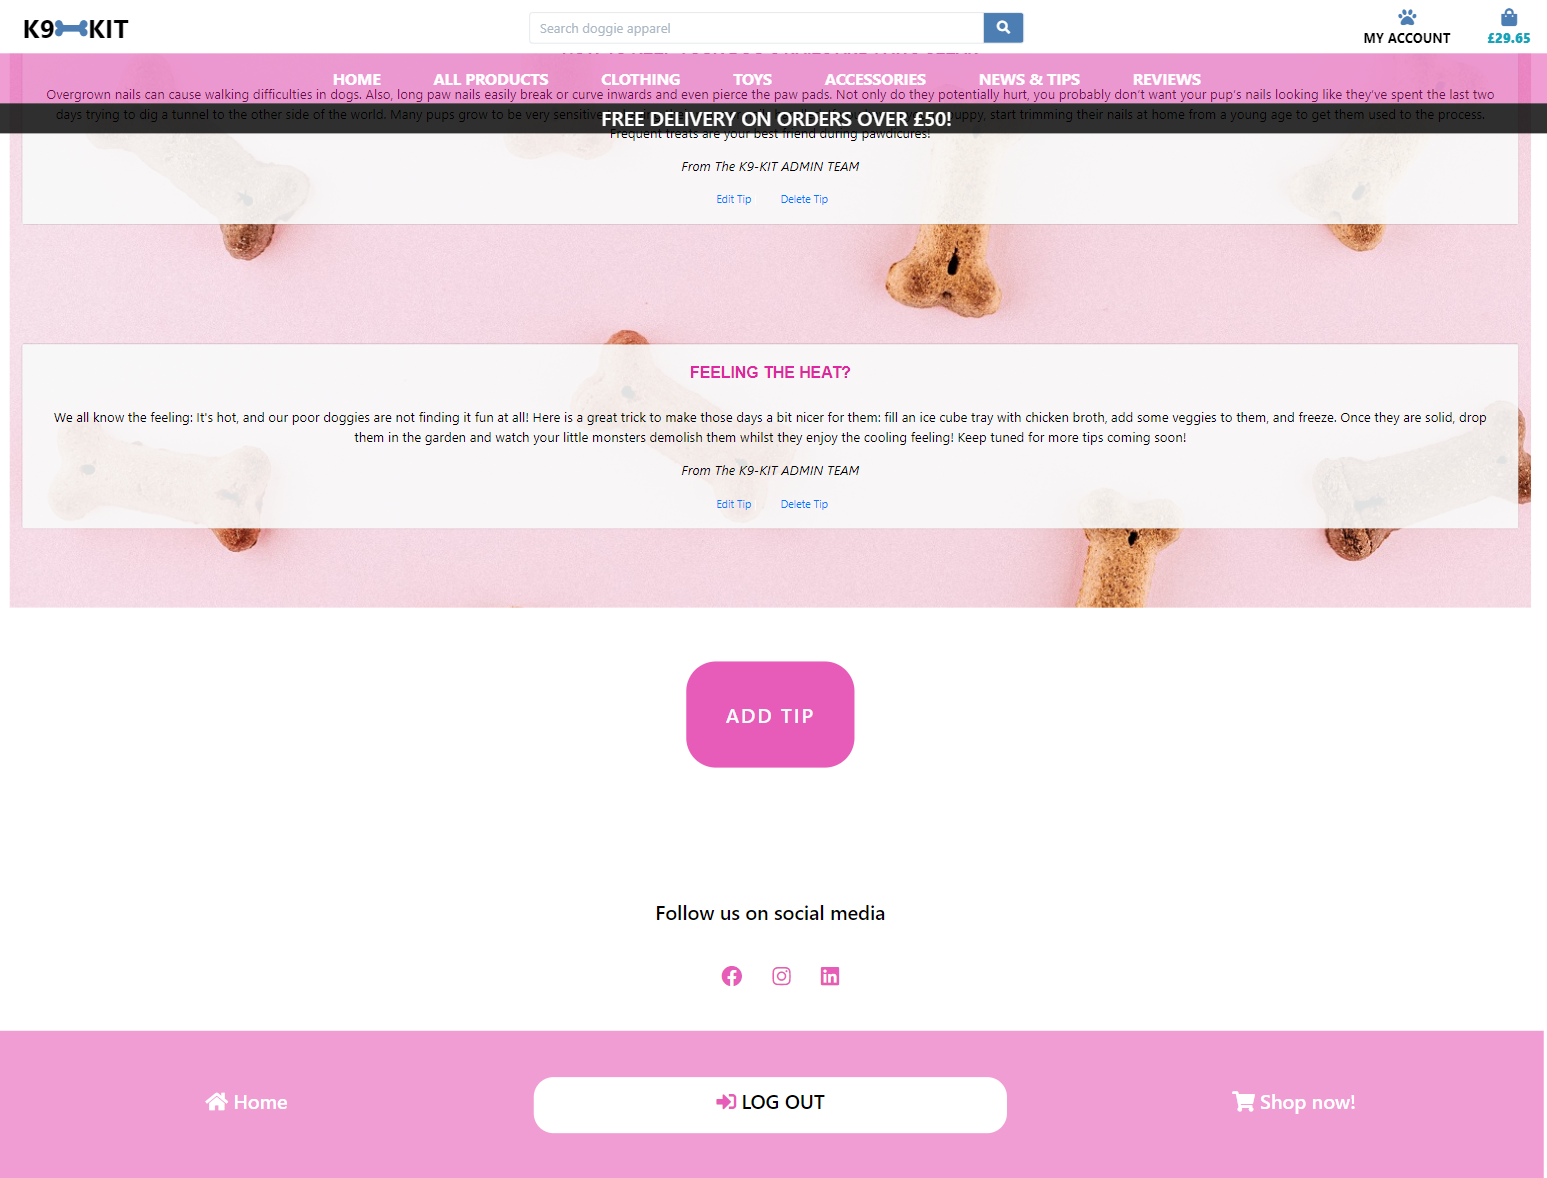 K9 KIT
Search doggie apparel
MY ACCOUNT
£29.65
HOME ALL PRODUCTS CLOTHING TOYS ACCESSORIES NEWS & TIPS REVIEWS
Overgrown nails can cause walking difficulties in dogs. Also, long paw nails easily break or curve inwards and even pierce the paw pads. Not only do they potentially hurt, you probably don't want your pup's nails looking like they've spent the last two
days trying to dig a tunnel to the other side of the world. Many pups grow to be very sensitive puppy, start trimming their nails at home from a young age to get them used to the process.
FREE DELIVERY ON ORDERS OVER £50!
Frequent treats are your best friend during pawdicures!
From The K9-KIT ADMIN TEAM
Edit Tip Delete Tip
FEELING THE HEAT?
We all know the feeling: It's hot, and our poor doggies are not finding it fun at all! Here is a great trick to make those days a bit nicer for them: fill an ice cube tray with chicken broth, add some veggies to them, and freeze. Once they are solid, drop
them in the garden and watch your little monsters demolish them whilst they enjoy the cooling feeling! Keep tuned for more tips coming soon!
From The K9-KIT ADMIN TEAM
Edit Tip Delete Tip
ADD TIP
Follow us on social media
Home LOG OUT Shop now!